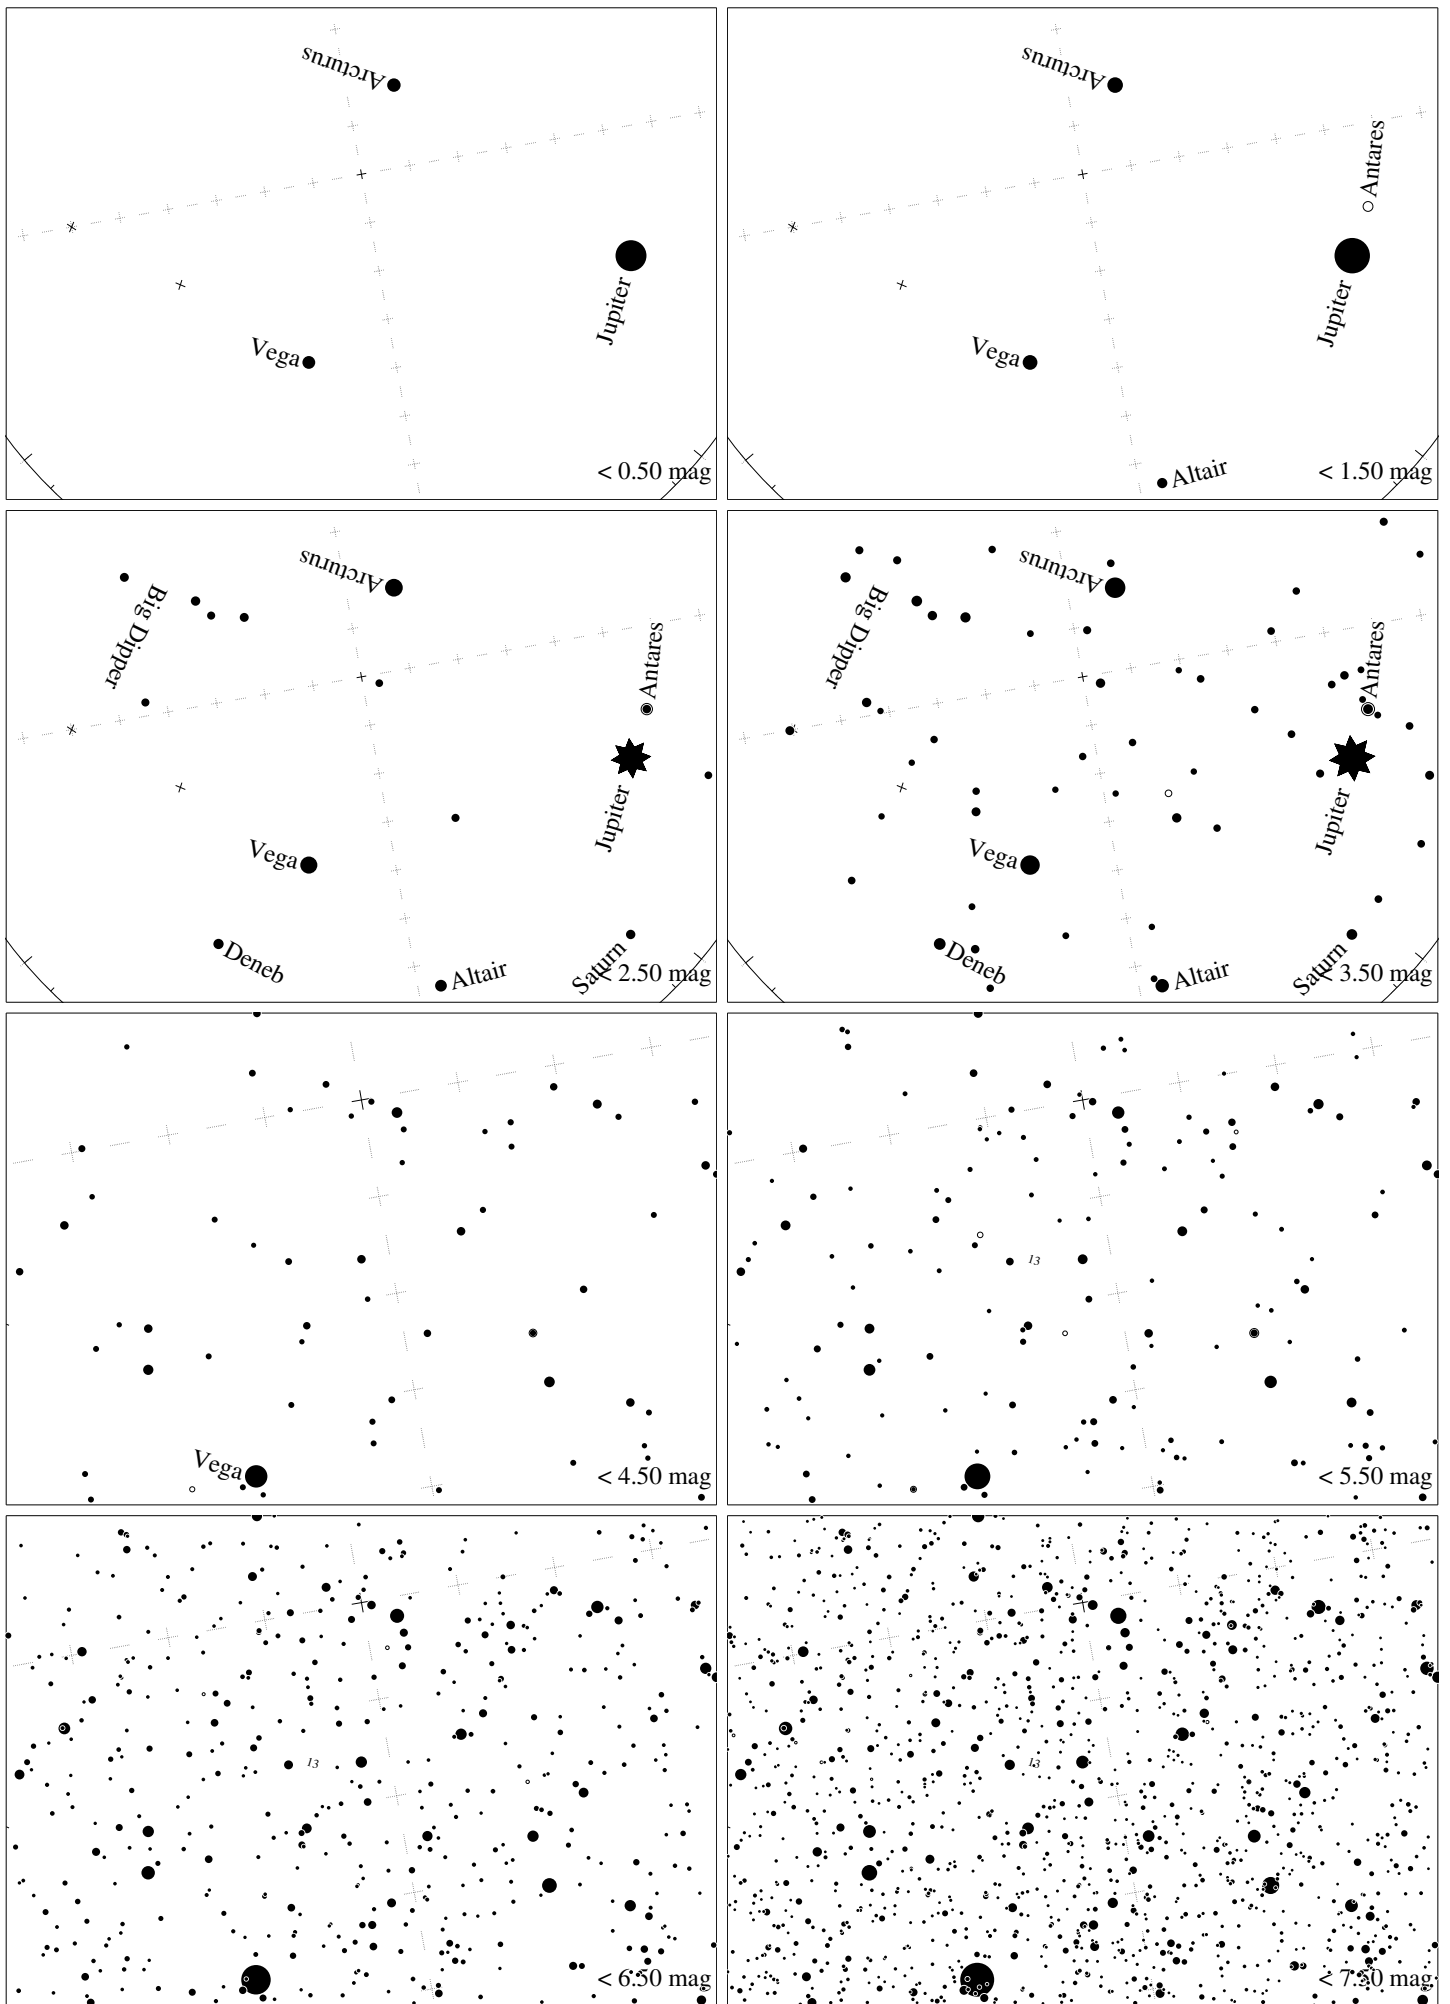 Arcturus
Jupiter
Vega
< 0.50 mag
Arcturus
Antares
Jupiter
Vega
Altair
< 1.50 mag
Arcturus
Big Dipper
Antares
Jupiter
Vega
Deneb
Altair
Saturn
< 2.50 mag
Arcturus
Big Dipper
Antares
Jupiter
Vega
Deneb
Altair
Saturn
< 3.50 mag
Vega
< 4.50 mag
13
< 5.50 mag
13
< 6.50 mag
13
< 7.50 mag